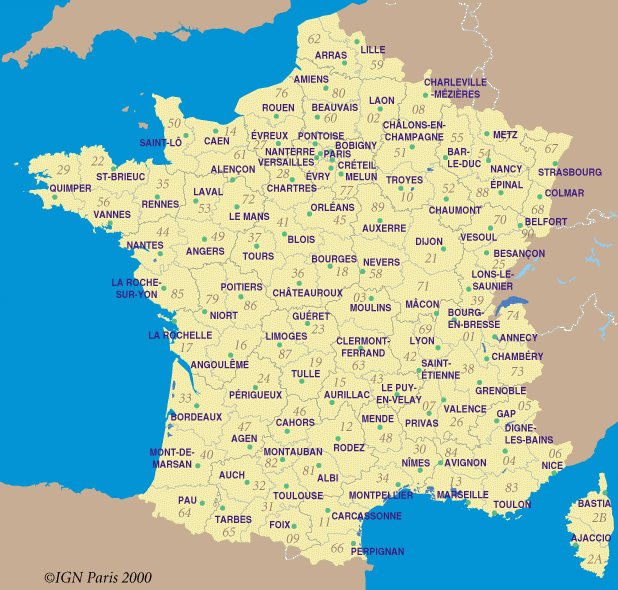 62
LILLE
ARRAS
59
AMIENS
CHARLEVILLE
-MÉZIÈRES
76
80
LAON
ROUEN
BEAUVAIS
08
50
60
02
CHÂLONS-EN-
CHAMPAGNE
14
ÉVREUX
PONTOISE
METZ
SAINT-LÔ
CAEN
27
BOBIGNY
55
67
61
NANTERRE
PARIS
51
BAR-
LE-DUC
54
VERSAILLES
CRÉTEIL
NANCY
STRASBOURG
29
22
ALENÇON
ÉVRY
MELUN
ST-BRIEUC
28
TROYES
ÉPINAL
QUIMPER
35
LAVAL
CHARTRES
77
52
88
COLMAR
56
RENNES
53
72
10
68
VANNES
LE MANS
ORLÉANS
89
CHAUMONT
45
70
BELFORT
44
49
41
AUXERRE
VESOUL
90
NANTES
37
BLOIS
DIJON
ANGERS
TOURS
BOURGES
58
21
BESANÇON
18
NEVERS
25
LA ROCHE-
SUR-YON
36
LONS-LE-
SAUNIER
85
POITIERS
CHÂTEAUROUX
71
79
86
03
MÂCON
39
NIORT
MOULINS
BOURG-
EN-BRESSE
74
GUÉRET
23
69
LA ROCHELLE
LIMOGES
CLERMONT-
FERRAND
LYON
01
ANNECY
17
16
87
42
CHAMBÉRY
ANGOULÊME
19
63
SAINT-
ÉTIENNE
38
73
24
TULLE
15
43
GRENOBLE
PÉRIGUEUX
AURILLAC
LE PUY-
EN-VELAY
33
07
VALENCE
05
BORDEAUX
46
MENDE
PRIVAS
26
GAP
CAHORS
47
12
48
DIGNE-
LES-BAINS
AGEN
RODEZ
MONT-DE-
MARSAN
40
MONTAUBAN
30
84
06
82
NÎMES
AVIGNON
04
NICE
AUCH
81
ALBI
34
13
32
83
PAU
TOULOUSE
MONTPELLIER
MARSEILLE
TOULON
BASTIA
64
TARBES
31
11
CARCASSONNE
2B
65
FOIX
AJACCIO
09
66
PERPIGNAN
2A
©IGN Paris 2000